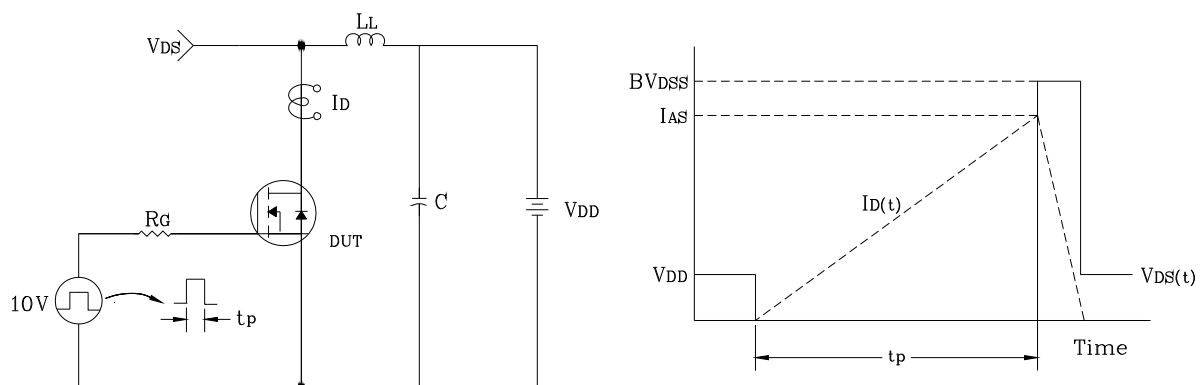 VDS
LL
ID
RG
DUT
C
VDD
10V
tp
BVDSS
IAS
ID(t)
VDD
VDS(t)
Time
tp